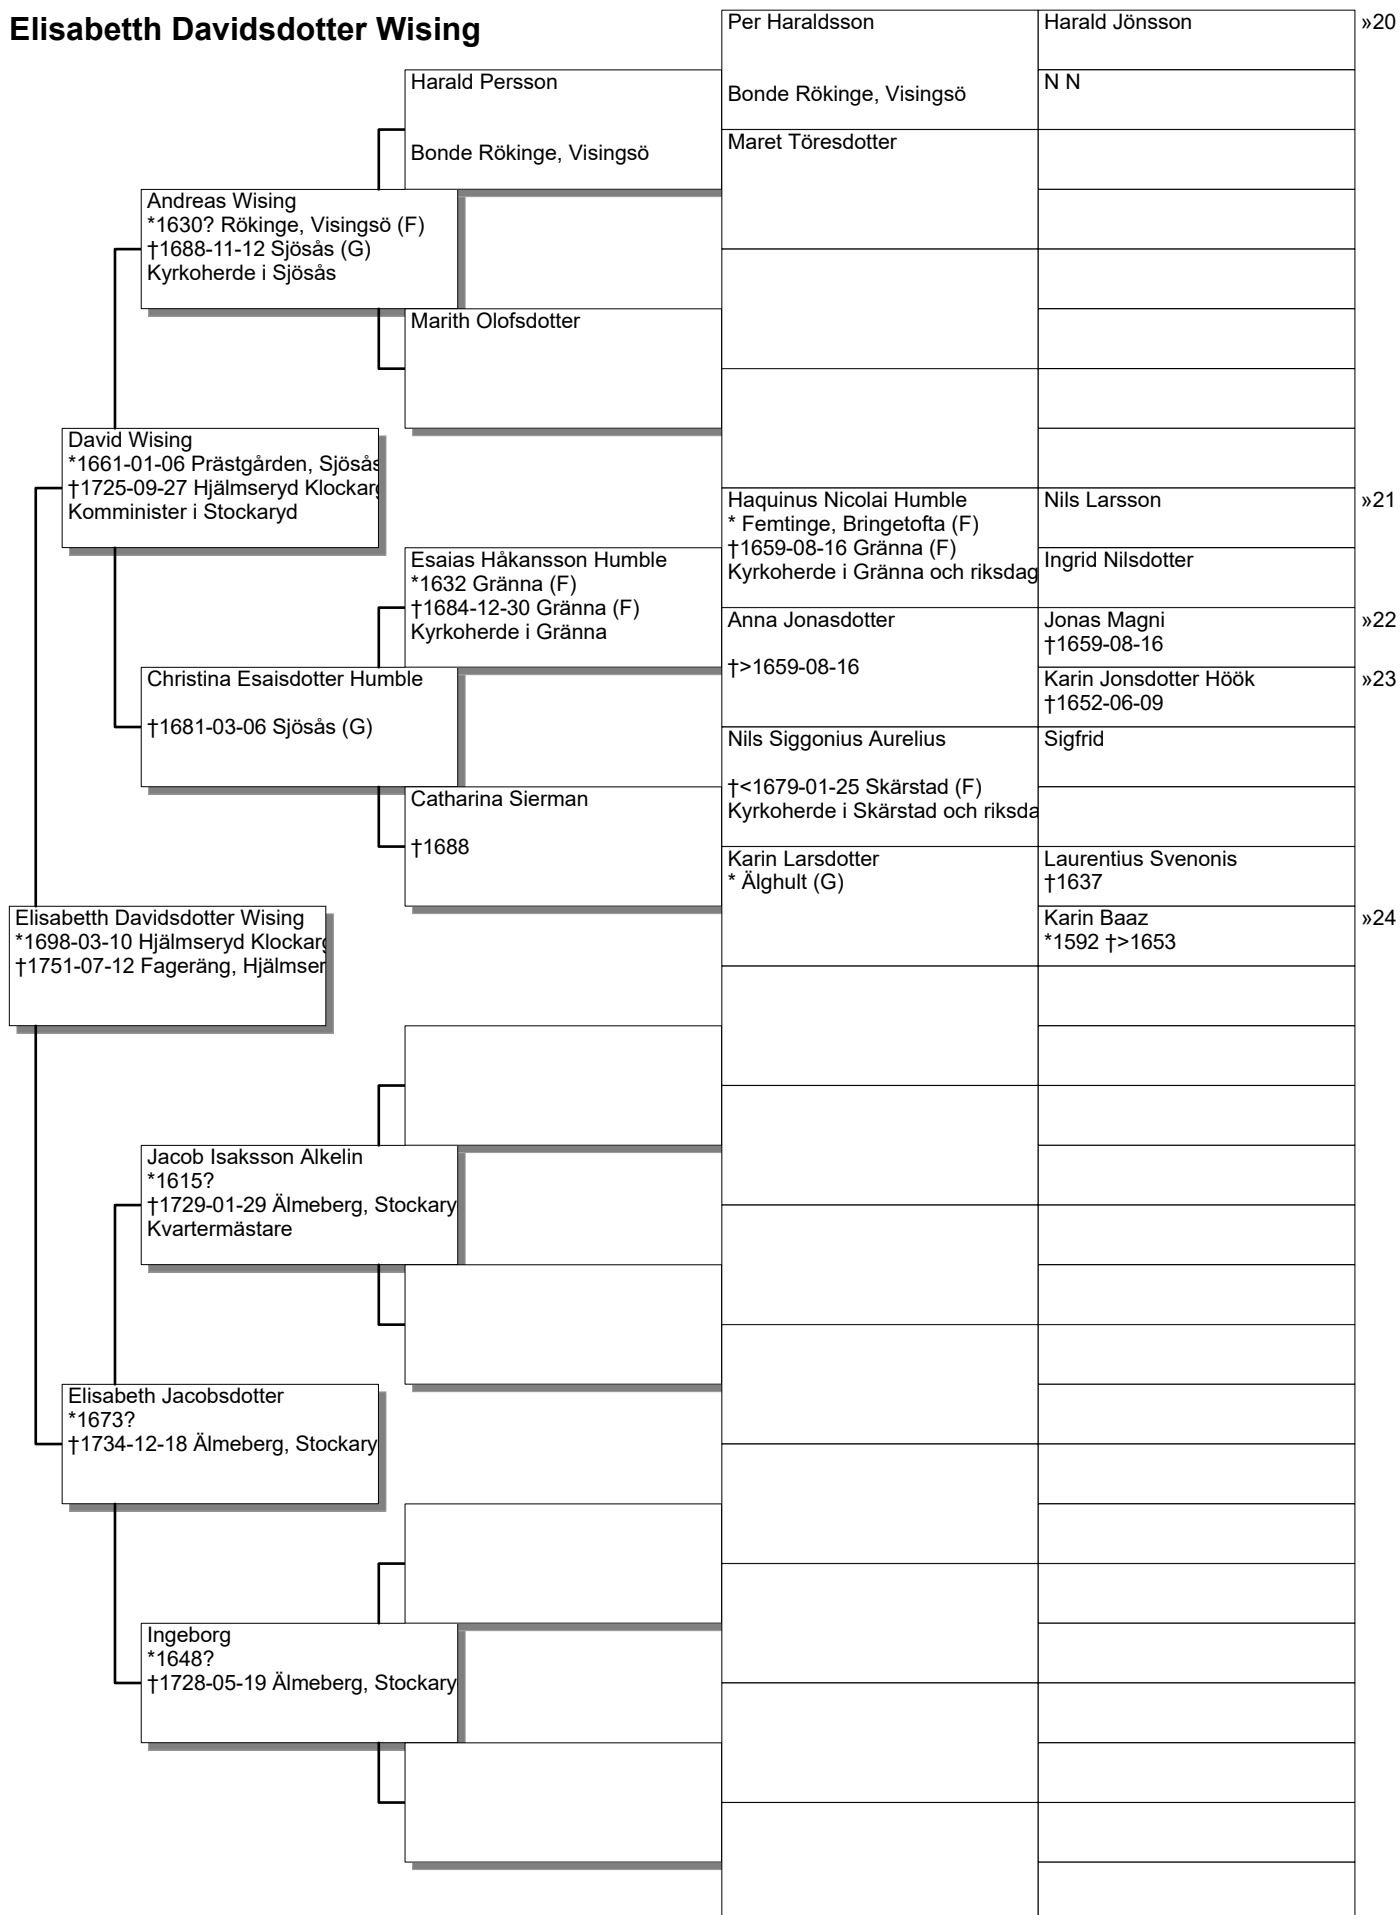 Elisabetth Davidsdotter Wising
Per Haraldsson
Bonde Rökinge, Visingsö
Harald Jönsson
»20
N N
Harald Persson
Bonde Rökinge, Visingsö
Maret Töresdotter
Andreas Wising
*1630? Rökinge, Visingsö (F)
†1688-11-12 Sjösås (G)
Kyrkoherde i Sjösås
Marith Olofsdotter
David Wising
*1661-01-06 Prästgården, Sjösås
†1725-09-27 Hjälmseryd Klockarg
Komminister i Stockaryd
Haquinus Nicolai Humble
* Femtinge, Bringetofta (F)
†1659-08-16 Gränna (F)
Kyrkoherde i Gränna och riksdag
Nils Larsson
»21
Ingrid Nilsdotter
Esaias Håkansson Humble
*1632 Gränna (F)
†1684-12-30 Gränna (F)
Kyrkoherde i Gränna
Anna Jonasdotter
†>1659-08-16
Jonas Magni
†1659-08-16
»22
Karin Jonsdotter Höök
†1652-06-09
»23
Christina Esaisdotter Humble
†1681-03-06 Sjösås (G)
Nils Siggonius Aurelius
†<1679-01-25 Skärstad (F)
Kyrkoherde i Skärstad och riksda
Sigfrid
Catharina Sierman
†1688
Karin Larsdotter
* Älghult (G)
Laurentius Svenonis
†1637
Karin Baaz
*1592 †>1653
»24
Elisabetth Davidsdotter Wising
*1698-03-10 Hjälmseryd Klockarg
†1751-07-12 Fageräng, Hjälmser
Jacob Isaksson Alkelin
*1615?
†1729-01-29 Älmeberg, Stockary
Kvartermästare
Elisabeth Jacobsdotter
*1673?
†1734-12-18 Älmeberg, Stockary
Ingeborg
*1648?
†1728-05-19 Älmeberg, Stockary